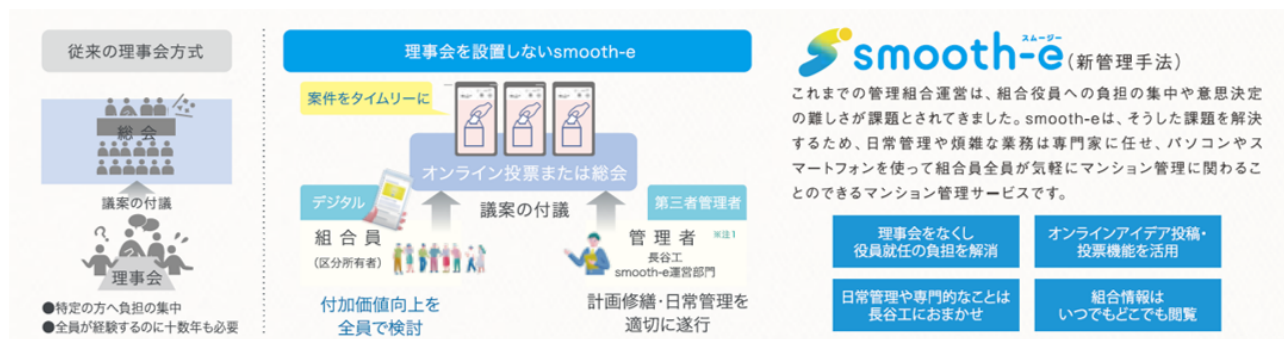 従来の理事会方式
総会
議案の付議
理事会
●特定の方へ負担の集中
●全員が経験するのに十数年も必要
理事会を設置しないsmooth-e
案件をタイムリーに
オンライン投票または総会
デジタル
議案の付議
第三者管理者
組合員
(区分所有者)
管理者 ※注1
長谷工
smooth-e運営部門
付加価値向上を
全員で検討
計画修繕・日常管理を
適切に遂行
スムージー
smooth-e(新管理手法)
これまでの管理組合運営は、組合役員への負担の集中や意思決定
の難しさが課題とされてきました。smooth-eは、そうした課題を解決
するため、日常管理や煩雑な業務は専門家に任せ、パソコンやス
マートフォンを使って組合員全員が気軽にマンション管理に関わるこ
とのできるマンション管理サービスです。
理事会をなくし
役員就任の負担を解消
オンラインアイデア投稿・
投票機能を活用
日常管理や専門的なことは
長谷工におまかせ
組合情報は
いつでもどこでも閲覧